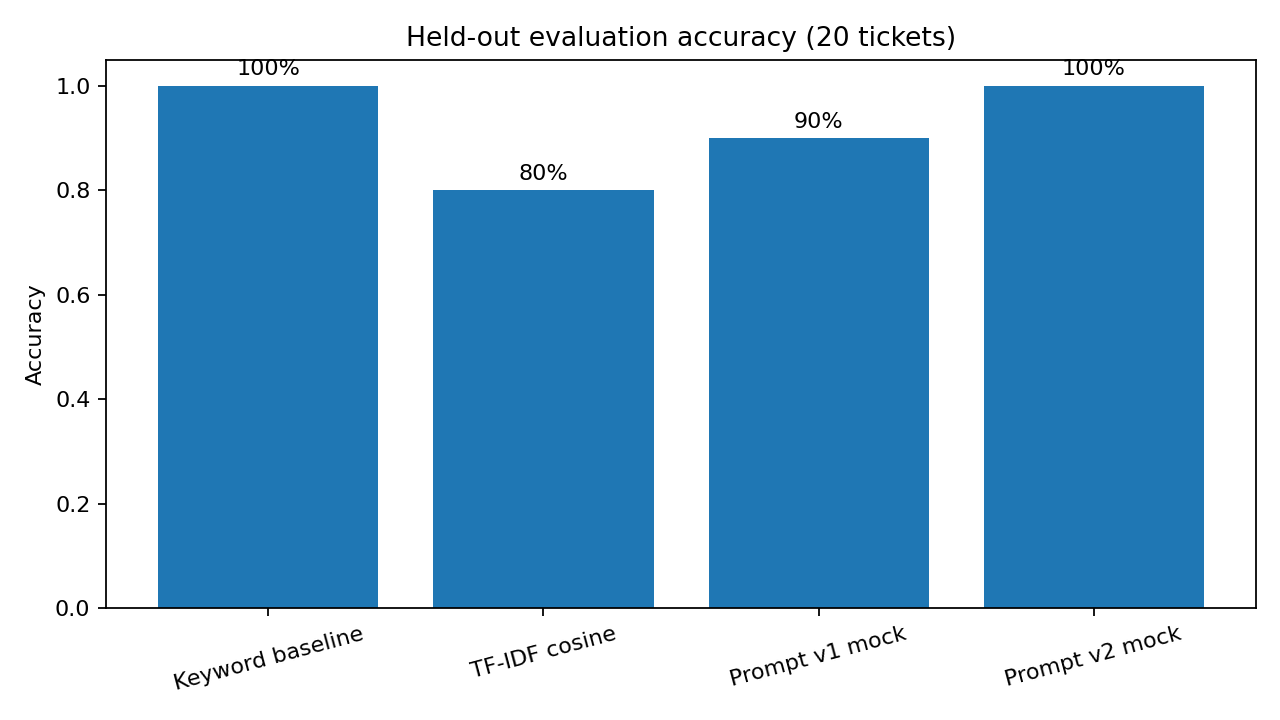 Held-out evaluation accuracy (20 tickets)
100%
80%
90%
100%
Accuracy
1.0
0.8
0.6
0.4
0.2
0.0
Keyword baseline
TF-IDF cosine
Prompt v1 mock
Prompt v2 mock